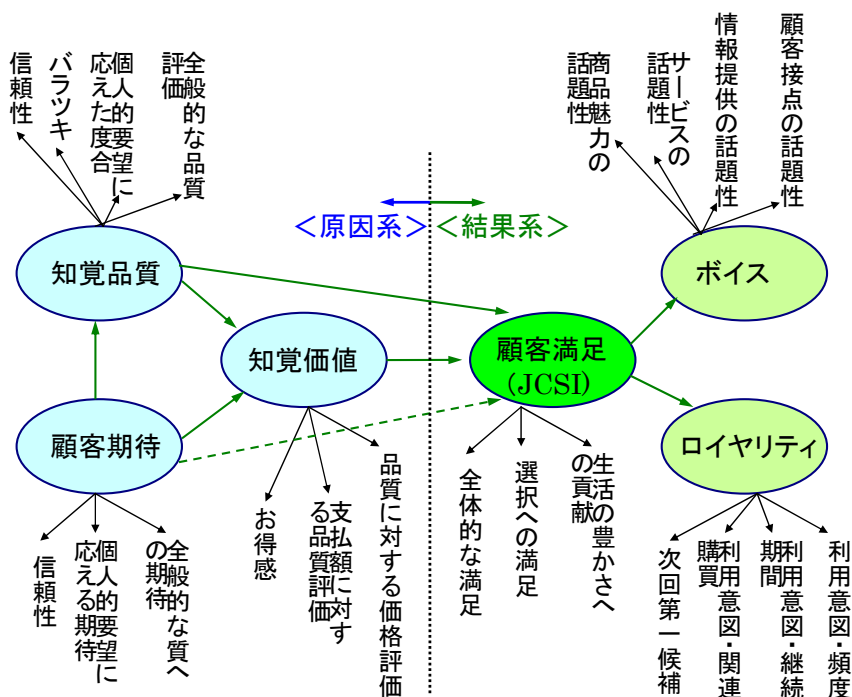 信頼性
バラツキ
個人的要望に
応えた度合
全般的な品質
評価
商品魅力の
話題性
サービスの
話題性
情報提供の話題性
顧客接点の話題性
＜原因系＞
＜結果系＞
知覚品質
ボイス
知覚価値
顧客満足
(JCSI)
顧客期待
ロイヤリティ
信頼性
個人的要望に
応える期待
全般的な質へ
の期待
お得感
支払額に対す
る品質評価
品質に対する価格評価
全体的な満足
選択への満足
生活の豊かさへ
の貢献
次回第一候補
利用意図・関連
購買
利用意図・継続
期間
利用意図・頻度